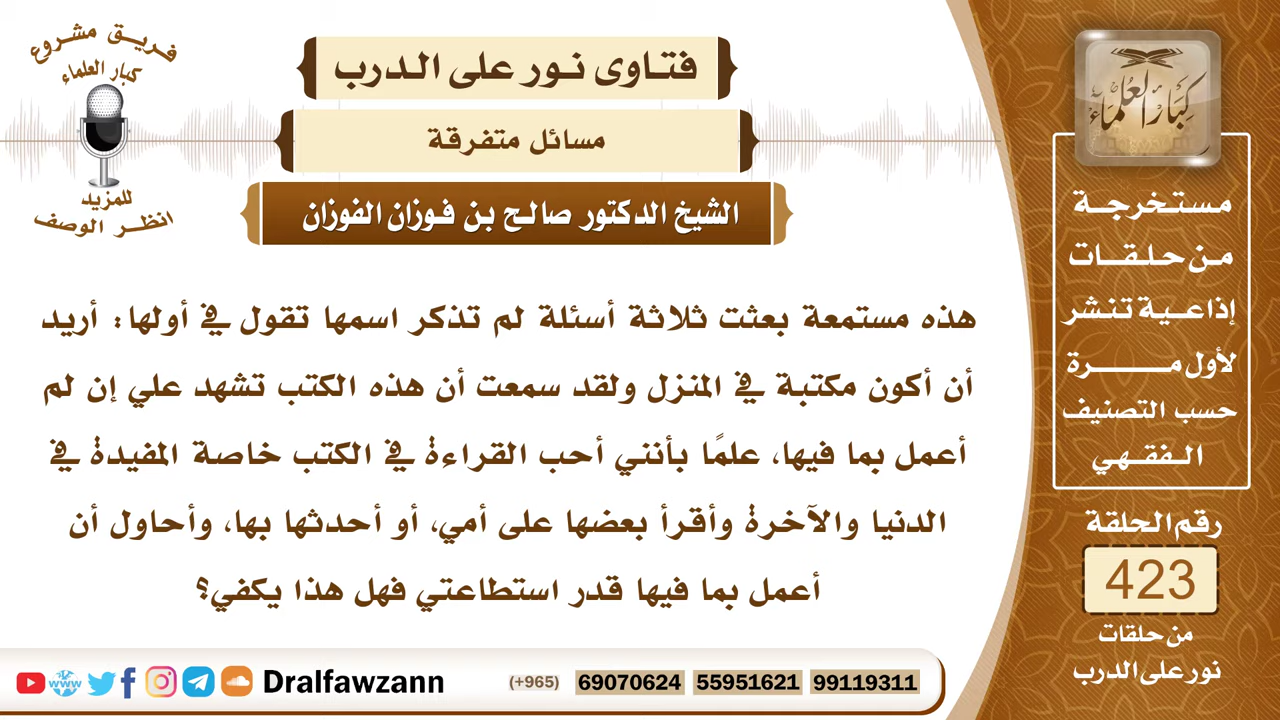 فريق مشروع
كبار العلماء
للمزيد
انظر الوصف
فتاوى نور على الدرب
مسائل متفرقة
الشيخ الدكتور صالح بن فوزان الفوزان
هذه مستمعة بعثت ثلاثة أسئلة لم تذكر اسمها تقول في أولها: أريد
أن أكون مكتبة في المنزل ولقد سمعت أن هذه الكتب تشهد علي إن لم
أعمل بما فيها، علمًا بأنني أحب القراءة في الكتب خاصة المفيدة في
الدنيا والآخرة وأقرأ بعضها على أمي، أو أحدثها بها، وأحاول أن
أعمل بما فيها قدر استطاعتي فهل هذا يكفي؟
كبار العلماء
مستخرجة
من حلقات
إذاعية تنشر
لأول مرة
حسب التصنيف
الفقهي
رقم الحلقة
423
من حلقات
نور على الدرب
www Dralfawzann (+965) 69070624 55951621 99119311